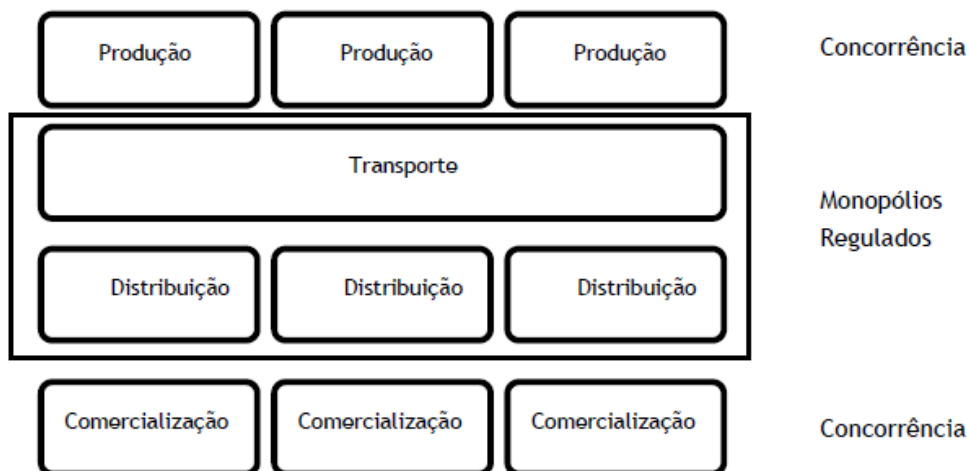 Produção
Produção
Produção
Concorrência
Transporte
Monopólios
Regulados
Distribuição
Distribuição
Distribuição
Comercialização
Comercialização
Comercialização
Concorrência